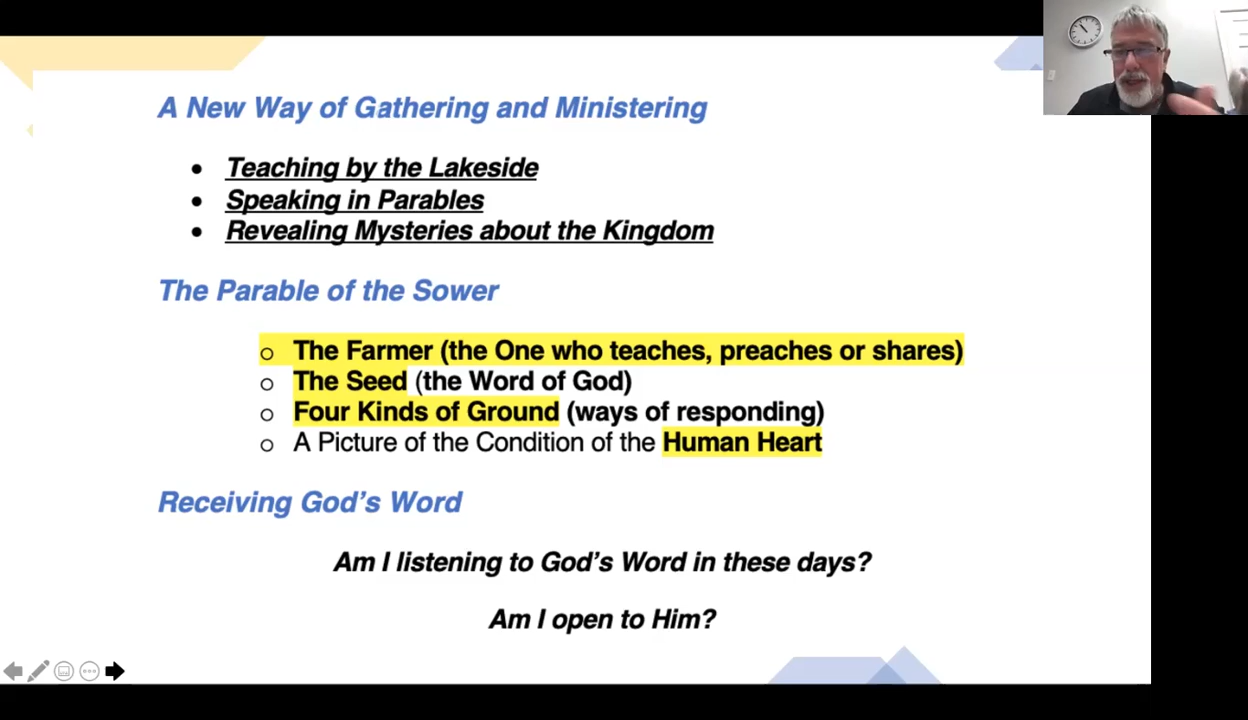 A New Way of Gathering and Ministering
• Teaching by the Lakeside
• Speaking in Parables
• Revealing Mysteries about the Kingdom
The Parable of the Sower
o The Farmer (the One who teaches, preaches or shares)
o The Seed (the Word of God)
o Four Kinds of Ground (ways of responding)
o A Picture of the Condition of the Human Heart
Receiving God’s Word
Am I listening to God’s Word in these days?
Am I open to Him?